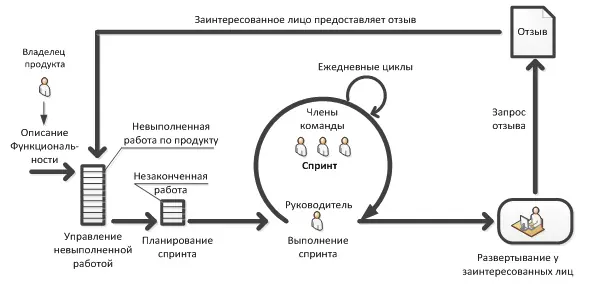 Заинтересованное лицо предоставляет отзыв
Отзыв
Владелец
продукта
Ежедневные циклы
Описание
Функциональ-
ности
Невыполненная
работа по продукту
Члены
команды
Запрос
отзыва
Спринт
Незаконченная
работа
Руководитель
Управление
невыполненной
работой
Планирование
спринта
Выполнение
спринта
Развертывание у
заинтересованных лиц